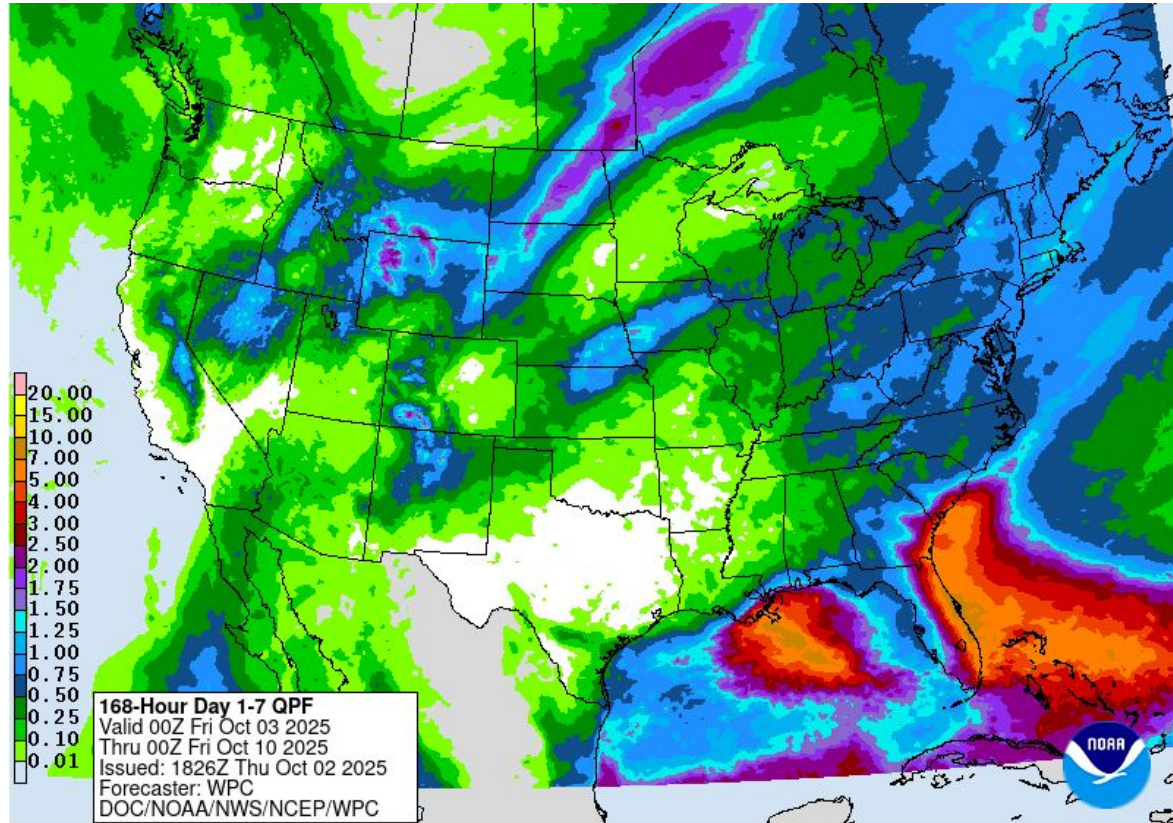 20.00
15.00
10.00
7.00
5.00
4.00
3.00
2.50
2.00
1.75
1.50
1.25
1.00
0.75
0.50
0.25
0.10
0.01
168-Hour Day 1-7 QPF
Valid 00Z Fri Oct 03 2025
Thru 00Z Fri Oct 10 2025
Issued: 1826Z Thu Oct 02 2025
Forecaster: WPC
DOC/NOAA/NWS/NCEP/WPC
NOAA